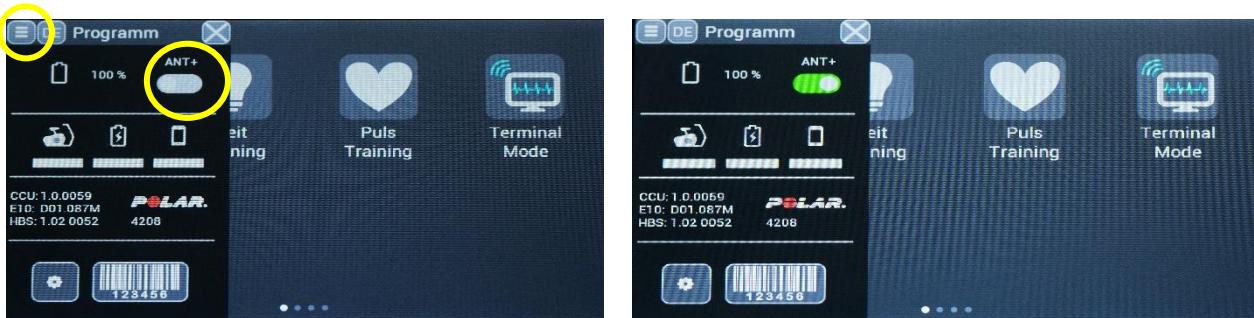 DE Programm
100 %
ANT+
eit
ning
Puls
Training
Terminal
Mode
CCU: 1.0.0059
E10: D01.087M
HBS: 1.02 0052
POLAR.
4208
123456
DE Programm
100 %
ANT+
eit
ning
Puls
Training
Terminal
Mode
CCU: 1.0.0059
E10: D01.087M
HBS: 1.02 0052
POLAR.
4208
123456